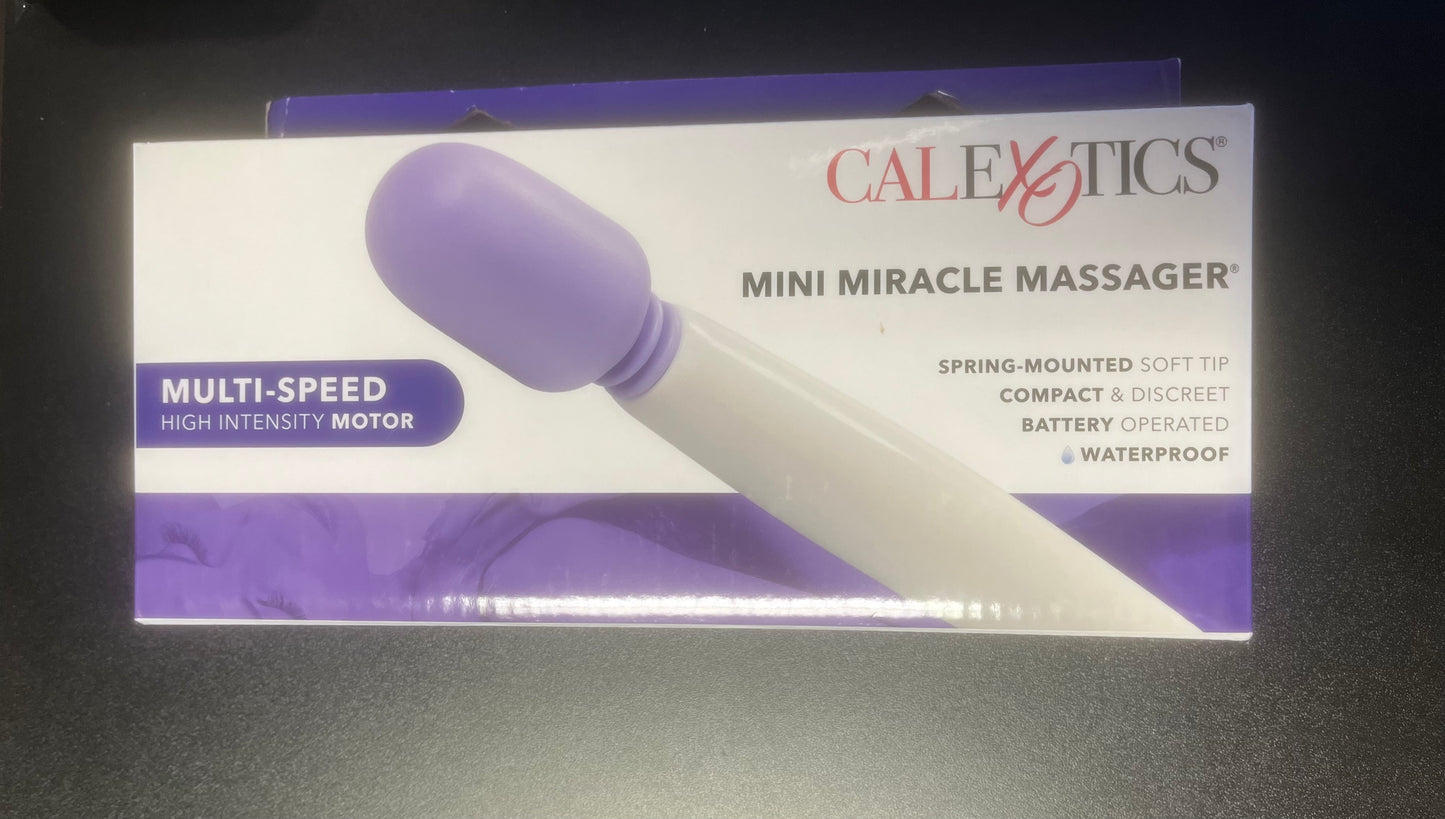 CALEXOTICS®
MINI MIRACLE MASSAGER®
SPRING-MOUNTED SOFT TIP
COMPACT & DISCREET
BATTERY OPERATED
WATERPROOF
MULTI-SPEED
HIGH INTENSITY MOTOR